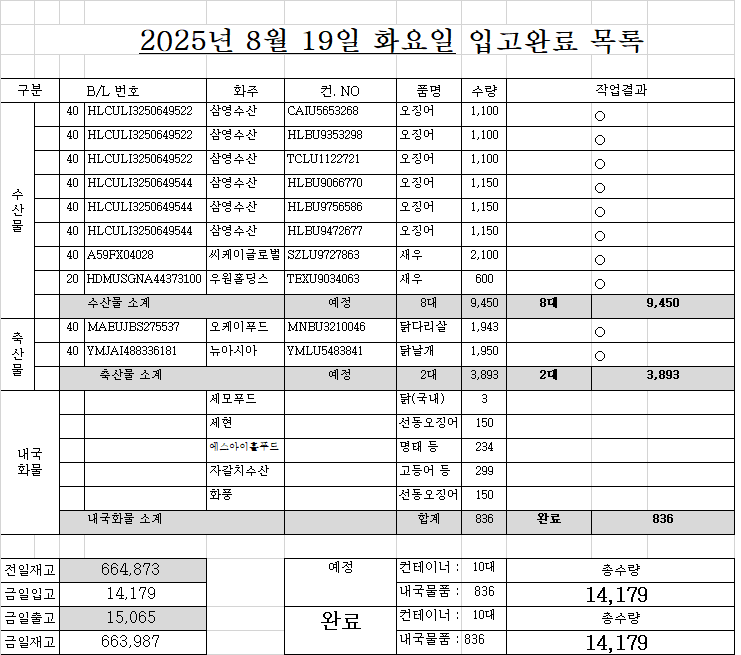 2025년 8월 19일 화요일 입고완료 목록
구분 B/L 번호 화주 컨. NO 품명 수량 작업결과
수산물
40 HLCULI3250649522 삼영수산 CAIU5653268 오징어 1,100 ○
40 HLCULI3250649522 삼영수산 HLBU9353298 오징어 1,100 ○
40 HLCULI3250649522 삼영수산 TCLU1122721 오징어 1,100 ○
40 HLCULI3250649544 삼영수산 HLBU9066770 오징어 1,150 ○
40 HLCULI3250649544 삼영수산 HLBU9756586 오징어 1,150 ○
40 HLCULI3250649544 삼영수산 HLBU9472677 오징어 1,150 ○
40 A59FX04028 씨케이글로벌 SZLU9727863 새우 2,100 ○
20 HDMUSGNA44373100 우원홀딩스 TEXU9034063 새우 600 ○
수산물 소계 예정 8대 9,450 8대 9,450
축산물
40 MAEUJBS275537 오케이푸드 MNBU3210046 닭다리살 1,943 ○
40 YMJAI488336181 뉴아시아 YMLU5483841 닭날개 1,950 ○
축산물 소계 예정 2대 3,893 2대 3,893
내국화물
세모푸드 닭(국내) 3
세현 선동오징어 150
에스아이홀푸드 명태 등 234
자갈치수산 고등어 등 299
화풍 선동오징어 150
내국화물 소계 합계 836 완료 836
전일재고 664,873 예정 컨테이너 : 10대 총수량
금일입고 14,179 내국물품 : 836 14,179
금일출고 15,065 완료 컨테이너 : 10대 총수량
금일재고 663,987 내국물품 : 836 14,179